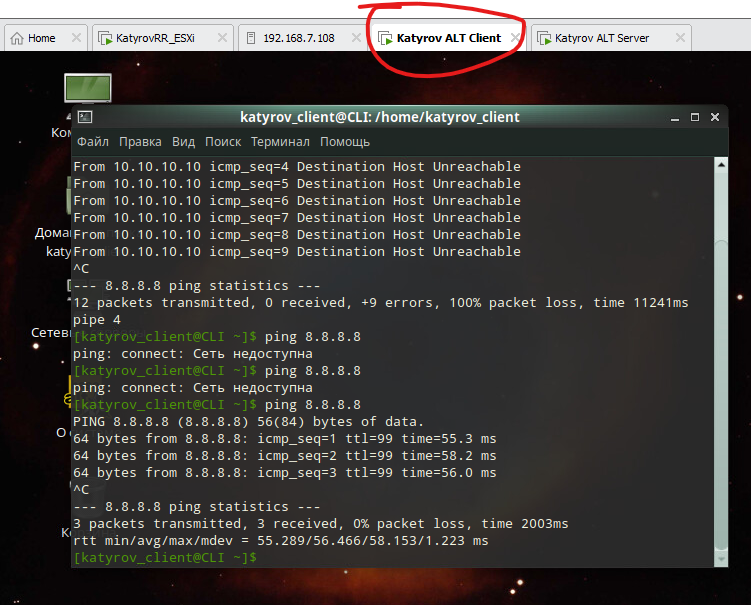 Home
KatyrovRR_ESXi
192.168.7.108
Katyrov ALT Client
Katyrov ALT Server
katyrov_client@CLI: /home/katyrov_client
Файл Правка Вид Поиск Терминал Помощь
From 10.10.10.10 icmp_seq=4 Destination Host Unreachable
From 10.10.10.10 icmp_seq=5 Destination Host Unreachable
From 10.10.10.10 icmp_seq=6 Destination Host Unreachable
From 10.10.10.10 icmp_seq=7 Destination Host Unreachable
From 10.10.10.10 icmp_seq=8 Destination Host Unreachable
From 10.10.10.10 icmp_seq=9 Destination Host Unreachable
^C
--- 8.8.8.8 ping statistics ---
12 packets transmitted, 0 received, +9 errors, 100% packet loss, time 11241ms
pipe 4
[katyrov_client@CLI ~]$ ping 8.8.8.8
ping: connect: Сеть недоступна
[katyrov_client@CLI ~]$ ping 8.8.8.8
ping: connect: Сеть недоступна
[katyrov_client@CLI ~]$ ping 8.8.8.8
PING 8.8.8.8 (8.8.8.8) 56(84) bytes of data.
64 bytes from 8.8.8.8: icmp_seq=1 ttl=99 time=55.3 ms
64 bytes from 8.8.8.8: icmp_seq=2 ttl=99 time=58.2 ms
64 bytes from 8.8.8.8: icmp_seq=3 ttl=99 time=56.0 ms
^C
--- 8.8.8.8 ping statistics ---
3 packets transmitted, 3 received, 0% packet loss, time 2003ms
rtt min/avg/max/mdev = 55.289/56.466/58.153/1.223 ms
[katyrov_client@CLI ~]$